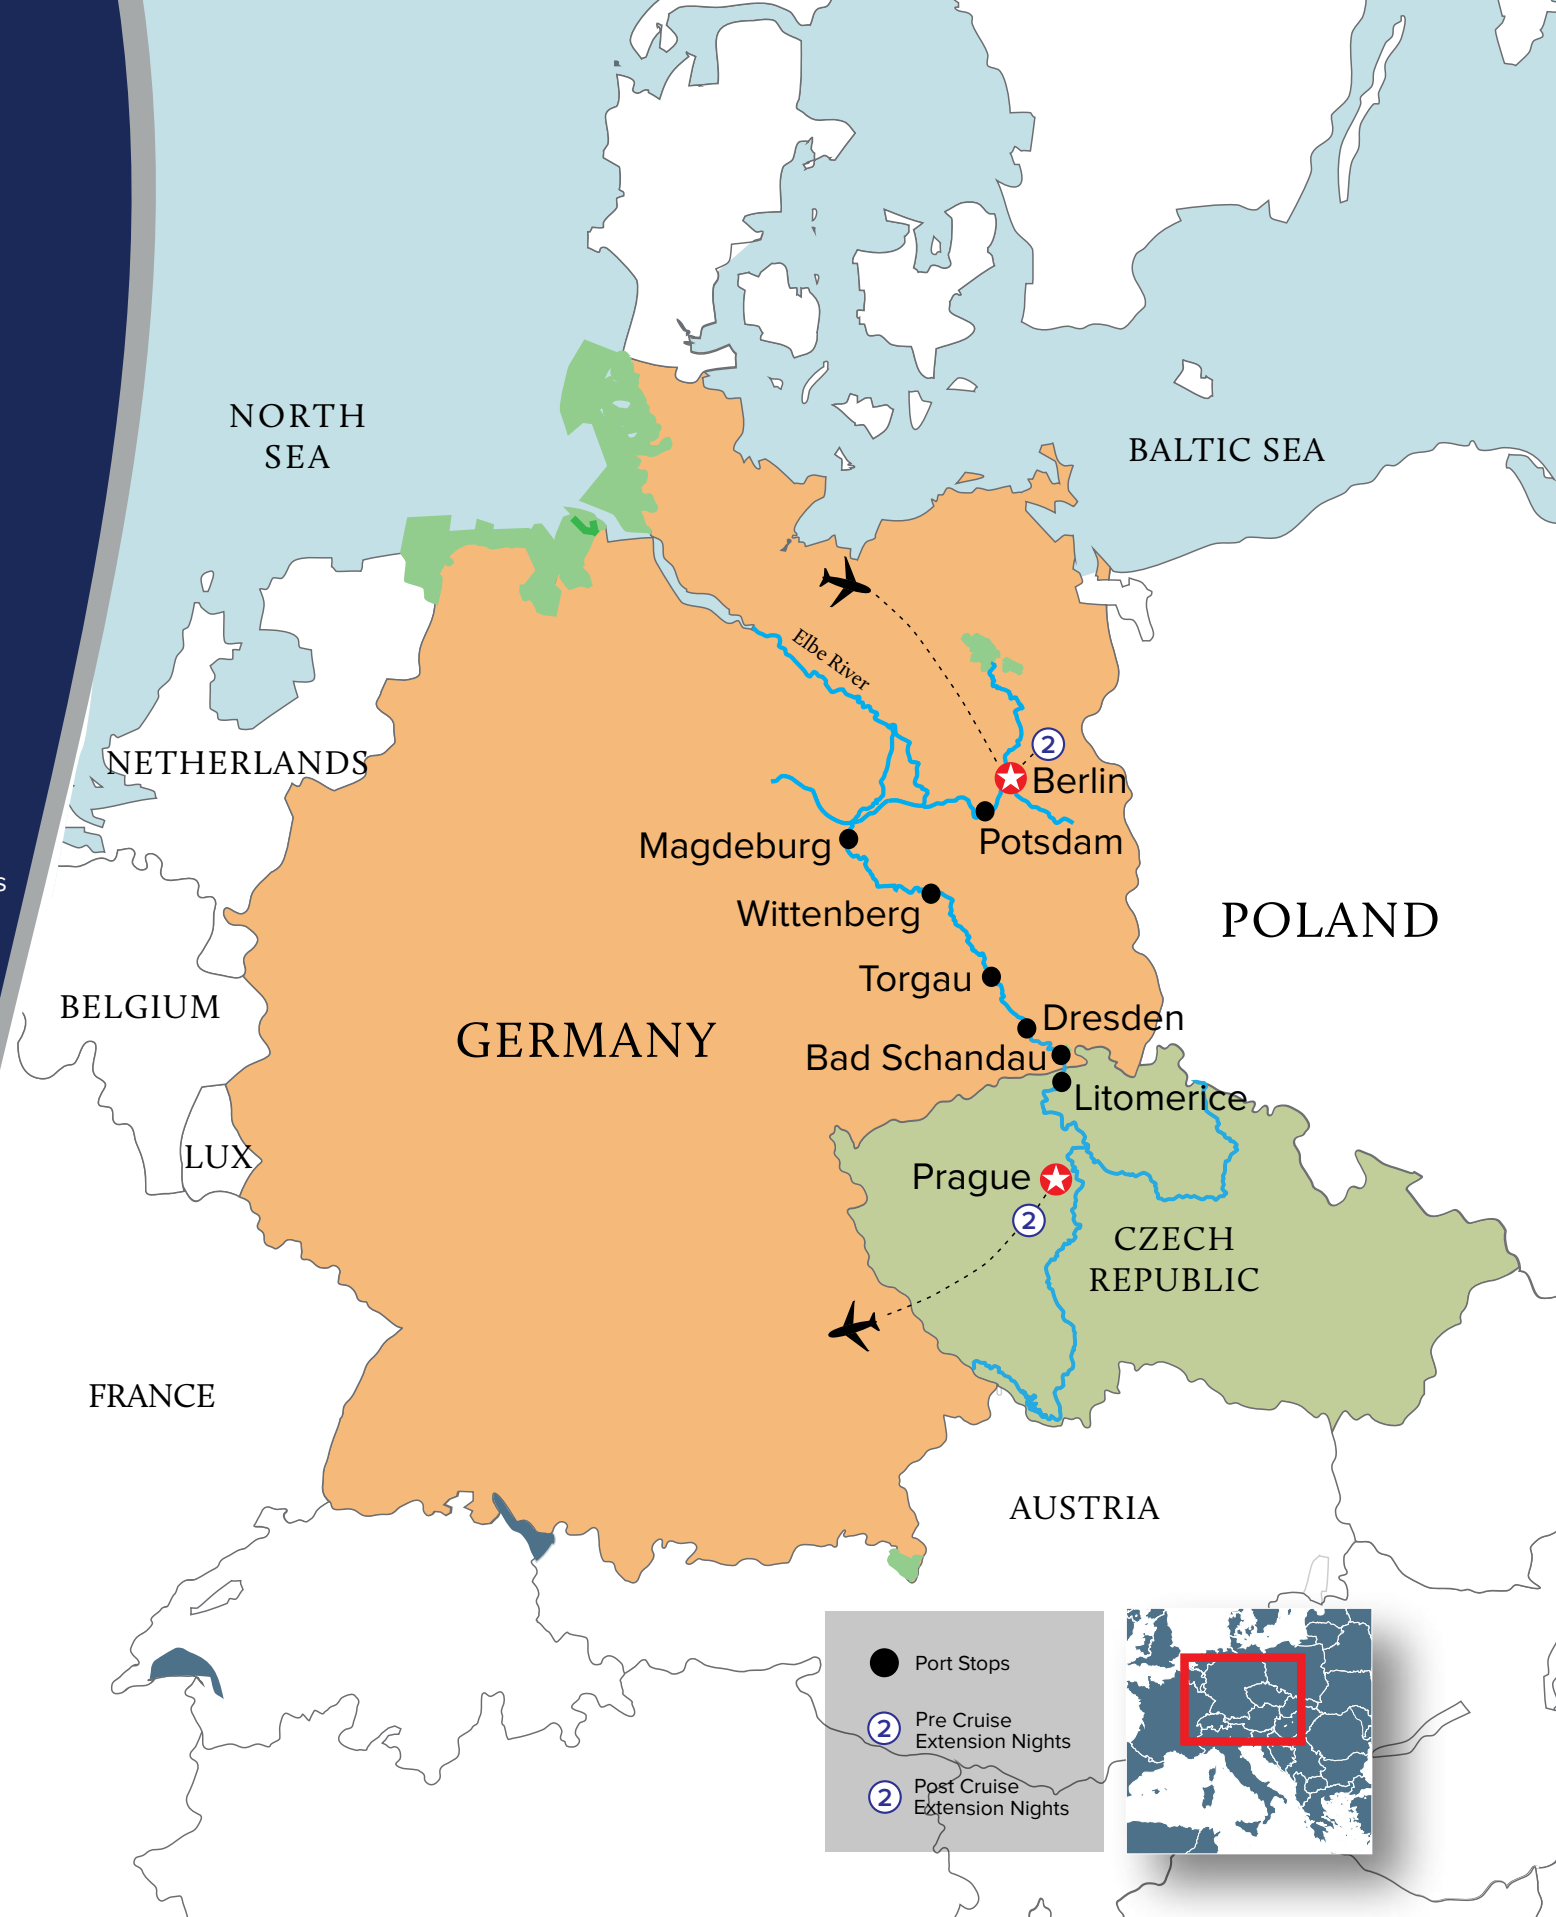 NORTH
SEA
BALTIC SEA
Elbe River
2
NETHERLANDS
Berlin
Potsdam
Magdeburg
s
Wittenberg
POLAND
Torgau
BELGIUM
Dresden
GERMANY
Bad Schandau
Litomerice
LUX
Prague
2
CZECH
REPUBLIC
FRANCE
AUSTRIA
Port Stops
2
Pre Cruise
Extension Nights
2
Post Cruise
Extension Nights